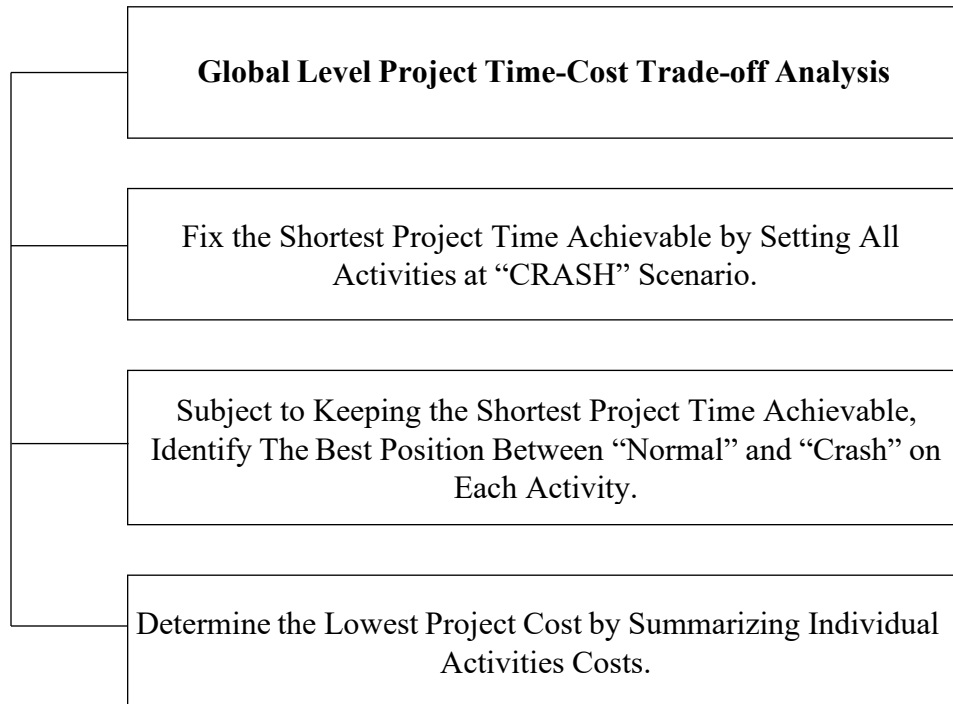 Global Level Project Time-Cost Trade-off Analysis
Fix the Shortest Project Time Achievable by Setting All
Activities at “CRASH” Scenario.
Subject to Keeping the Shortest Project Time Achievable,
Identify The Best Position Between “Normal” and “Crash” on
Each Activity.
Determine the Lowest Project Cost by Summarizing Individual
Activities Costs.